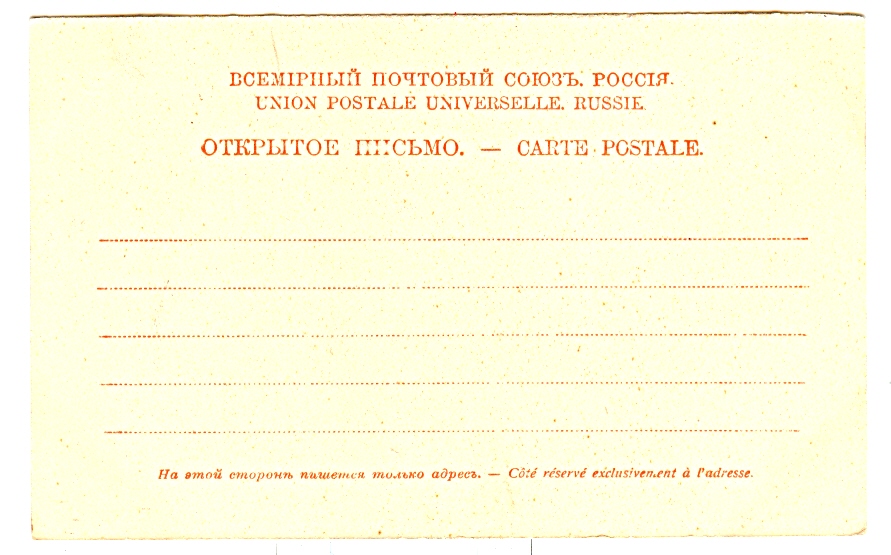 ВСЕМІРНЫЙ ПОЧТОВЫЙ СОЮЗЪ. РОССІЯ.
UNION POSTALE UNIVERSELLE. RUSSIE.
ОТКРЫТОЕ ПИСЬМО. — CARTE POSTALE.
На этой сторонѣ пишется только адресъ. — Côté réservé exclusivement à l'adresse.